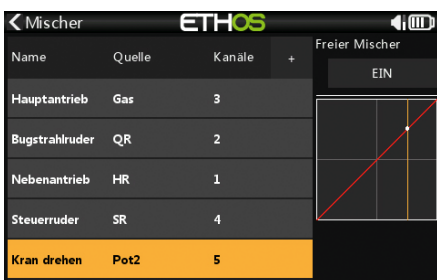 Mischer
ETHOS
Name Quelle Kanäle +
Freier Mischer
EIN
Hauptantrieb Gas 3
Bugstrahlruder QR 2
Nebenantrieb HR 1
Steuerruder SR 4
Kran drehen Pot2 5